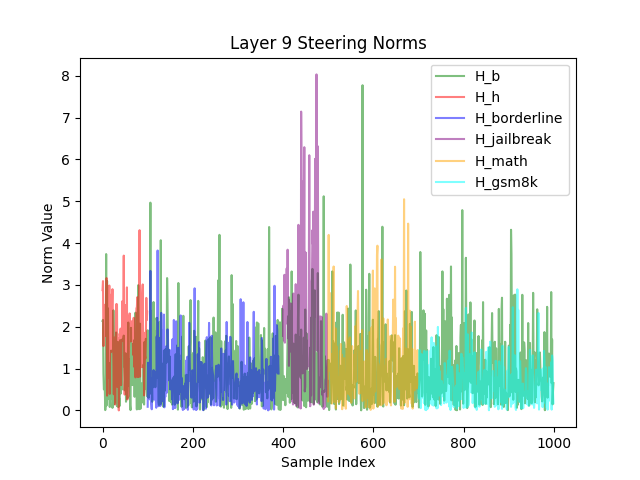 Layer 9 Steering Norms
Norm Value
8
7
6
5
4
3
2
1
0
H_b
H_h
H_borderline
H_jailbreak
H_math
H_gsm8k
0 200 400 600 800 1000
Sample Index